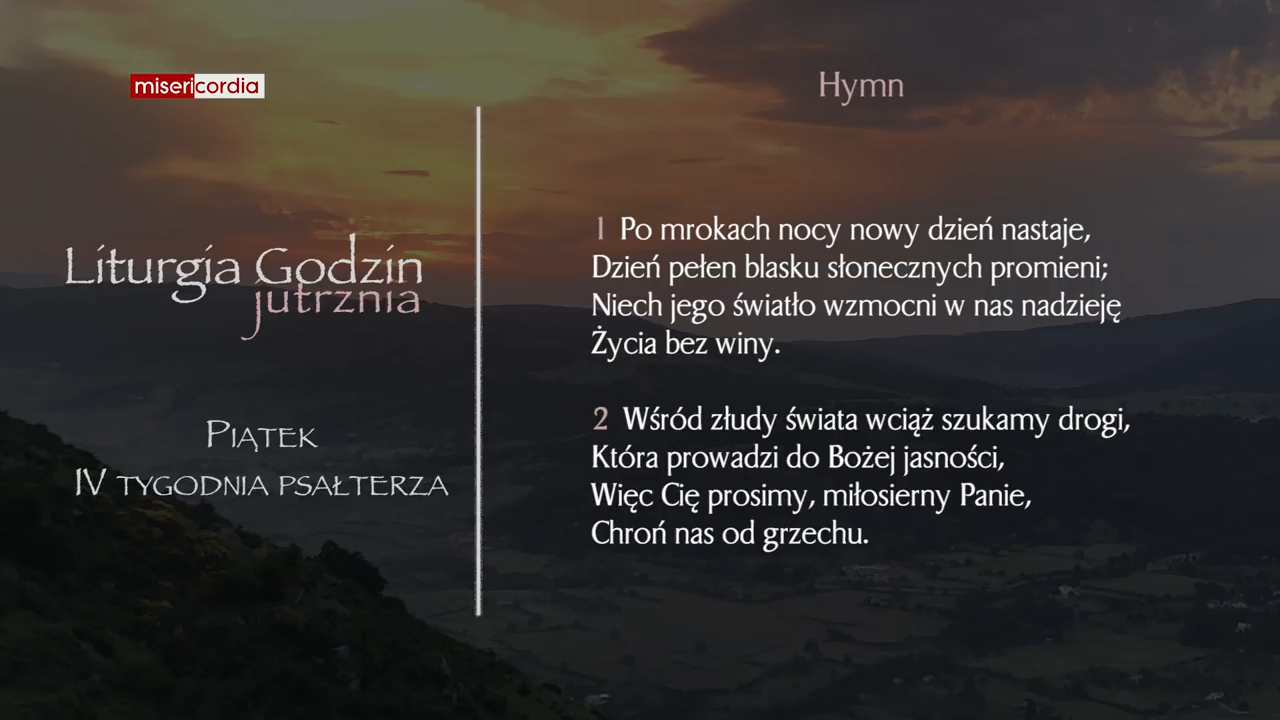 misericordia
Liturgia Godzin
jutrznia
Piątek
IV tygodnia psałterza
Hymn
1 Po mrokach nocy nowy dzień nastaje,
Dzień pełen blasku słonecznych promieni;
Niech jego światło wzmocni w nas nadzieję
Życia bez winy.
2 Wśród złudy świata wciąż szukamy drogi,
Która prowadzi do Bożej jasności,
Więc Cię prosimy, miłosierny Panie,
Chroń nas od grzechu.